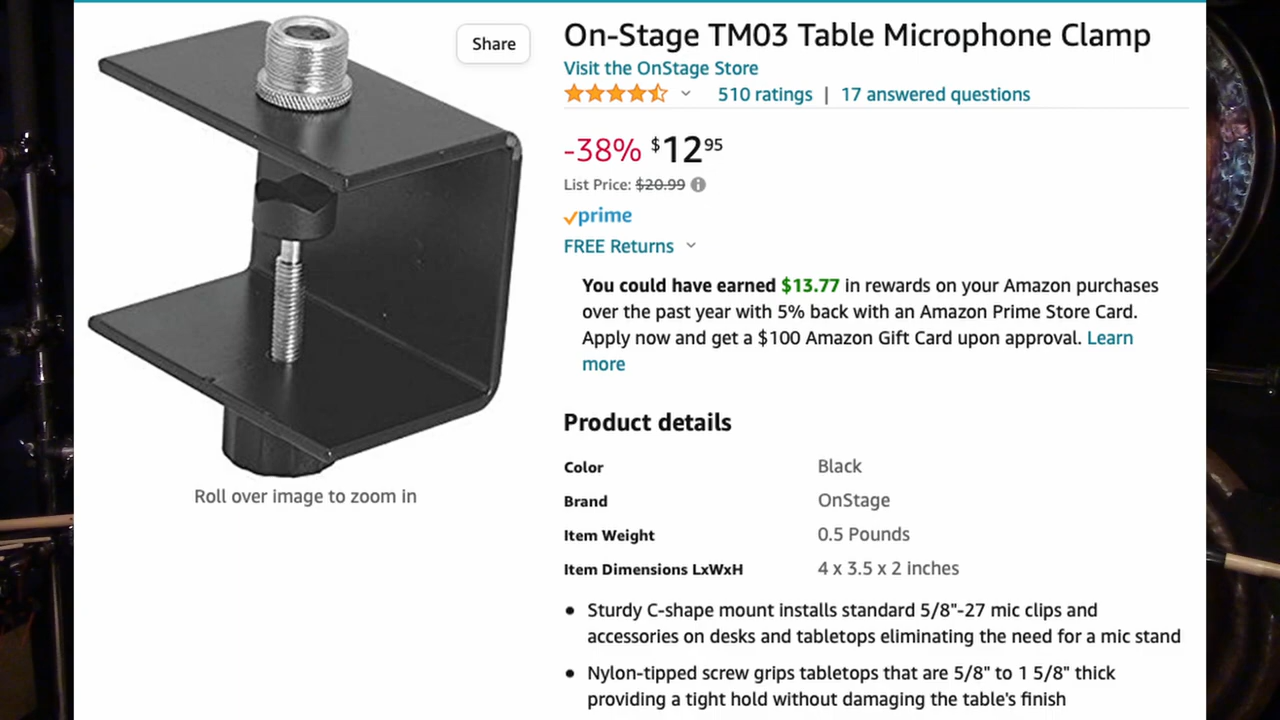 Share
On-Stage TM03 Table Microphone Clamp
Visit the OnStage Store
510 ratings | 17 answered questions
-38% $12 95
List Price: $20.99
prime
FREE Returns
You could have earned $13.77 in rewards on your Amazon purchases
over the past year with 5% back with an Amazon Prime Store Card.
Apply now and get a $100 Amazon Gift Card upon approval. Learn
more
Product details
Color Black
Brand OnStage
Item Weight 0.5 Pounds
Item Dimensions LxWxH 4 x 3.5 x 2 inches
• Sturdy C-shape mount installs standard 5/8"-27 mic clips and
accessories on desks and tabletops eliminating the need for a mic stand
• Nylon-tipped screw grips tabletops that are 5/8" to 1 5/8" thick
providing a tight hold without damaging the table's finish
Roll over image to zoom in